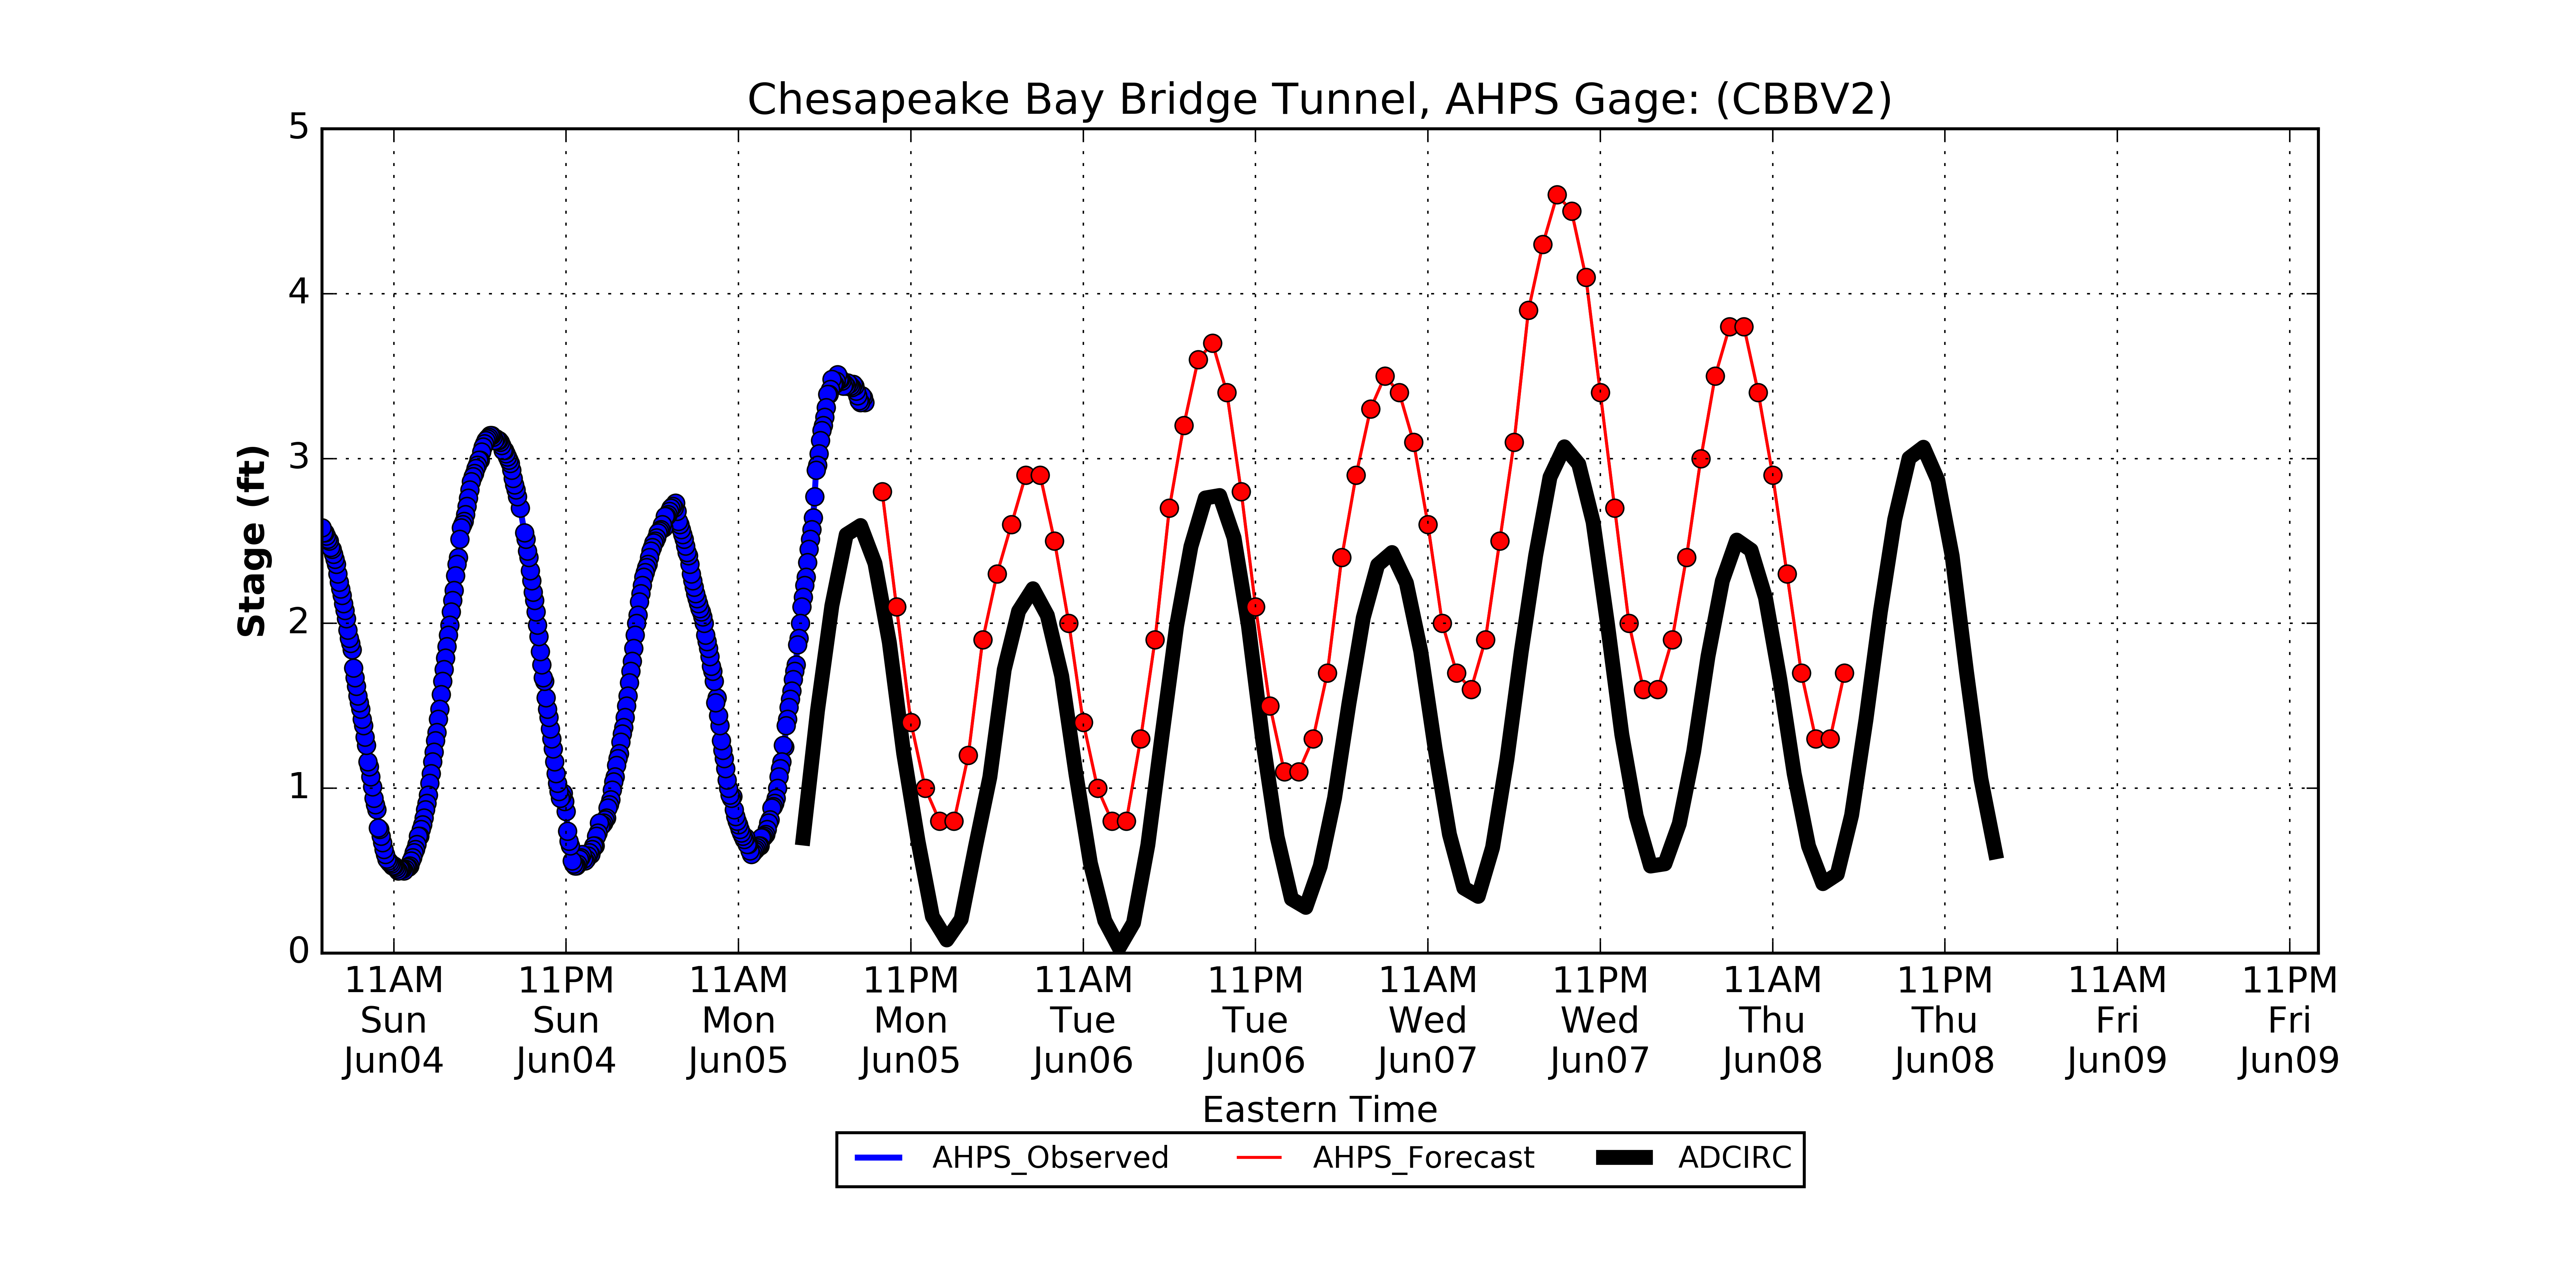 Chesapeake Bay Bridge Tunnel, AHPS Gage: (CBBV2)
5
4
3
2
1
0
Stage (ft)
11AM 11PM 11AM 11PM 11AM 11PM 11AM 11PM 11AM 11PM 11AM 11PM
Sun Sun Mon Mon Tue Tue Wed Wed Thu Thu Fri Fri
Jun04 Jun04 Jun05 Jun05 Jun06 Jun06 Jun07 Jun07 Jun08 Jun08 Jun09 Jun09
Eastern Time
AHPS_Observed AHPS_Forecast ADCIRC